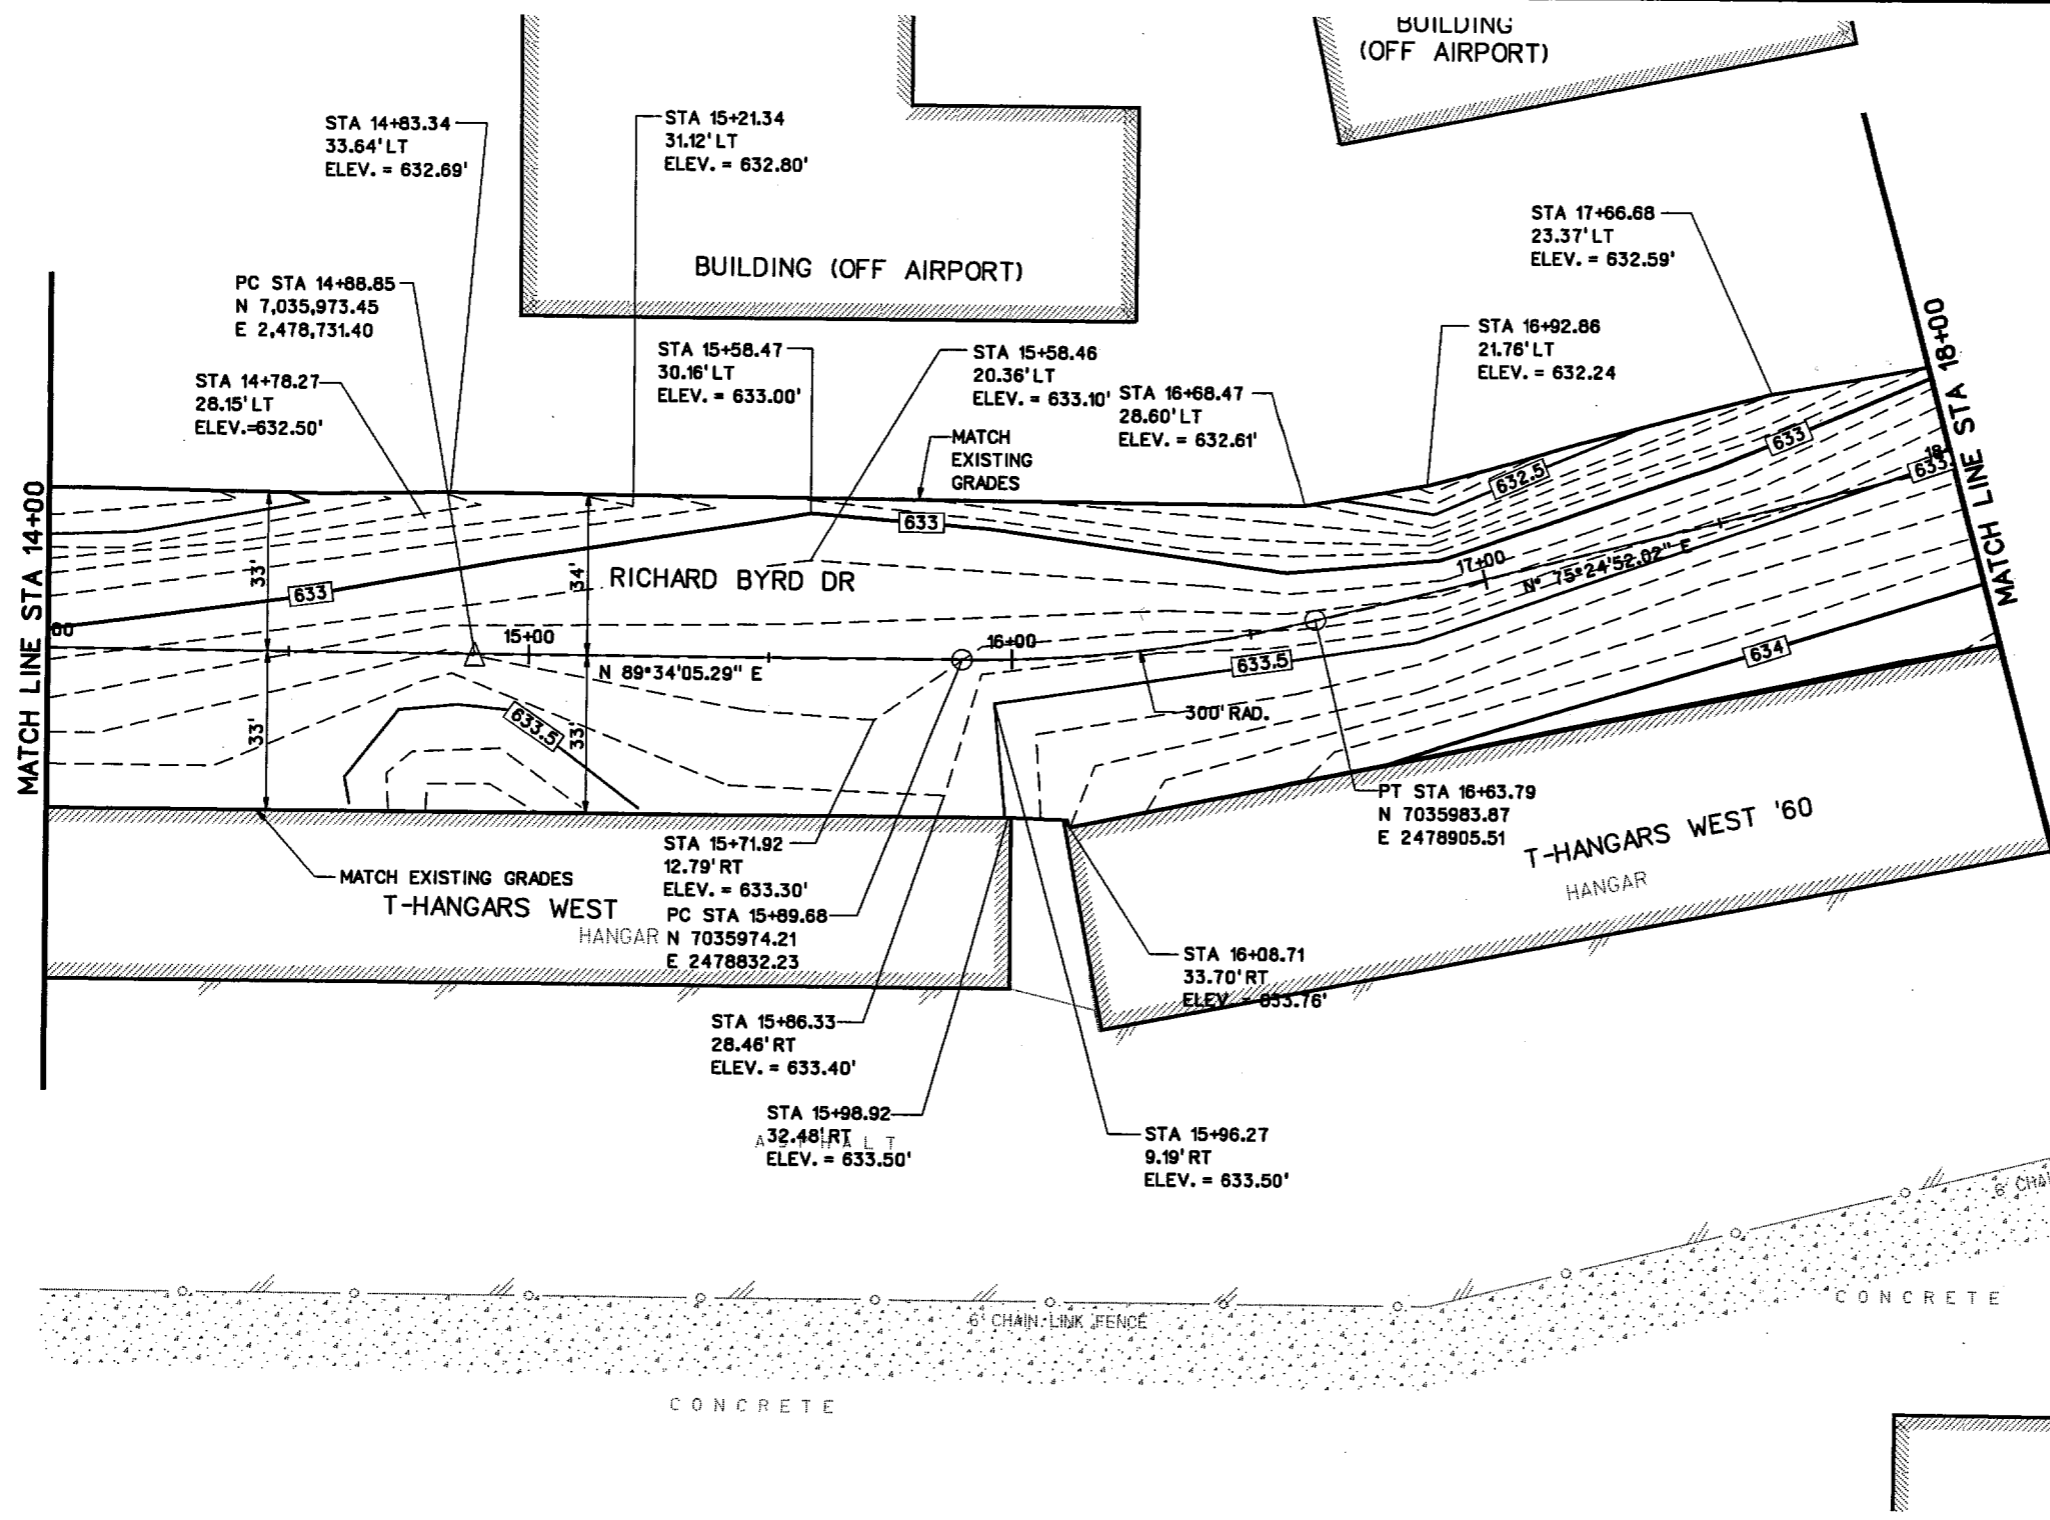 BUILDING
(OFF AIRPORT)
STA 14+83.34
33.64' LT
ELEV. = 632.69'
STA 15+21.34
31.12' LT
ELEV. = 632.80'
BUILDING (OFF AIRPORT)
STA 17+66.68
23.37' LT
ELEV. = 632.59'
PC STA 14+88.85
N 7,035,973.45
E 2,478,731.40
STA 14+78.27
28.15' LT
ELEV.=632.50'
STA 15+58.47
30.16' LT
ELEV. = 633.00'
STA 15+58.46
20.36' LT
ELEV. = 633.10'
STA 16+68.47
28.60' LT
ELEV. = 632.61'
STA 16+92.86
21.76' LT
ELEV. = 632.24
MATCH
EXISTING
GRADES
MATCH LINE STA 14+00
MATCH LINE STA 18+00
633
632.5
633
633
633.
18
RICHARD BYRD DR
33'
34'
00
15+00
16+00
17+00
N 89°34'05.29" E
N° 75°24'52.02" E
633.5
634
633.5
33'
33'
300' RAD.
PT STA 16+63.79
N 7035983.87
E 2478905.51
MATCH EXISTING GRADES
T-HANGARS WEST
HANGAR
STA 15+71.92
12.79' RT
ELEV. = 633.30'
PC STA 15+89.68
N 7035974.21
E 2478832.23
T-HANGARS WEST '60
HANGAR
STA 16+08.71
33.70' RT
ELEV. = 633.76'
STA 15+86.33
28.46' RT
ELEV. = 633.40'
STA 15+98.92
32.48' RT
ELEV. = 633.50'
ASPHALT
STA 15+96.27
9.19' RT
ELEV. = 633.50'
6' CHAIN LINK FENCE
6' CHAI
CONCRETE
CONCRETE